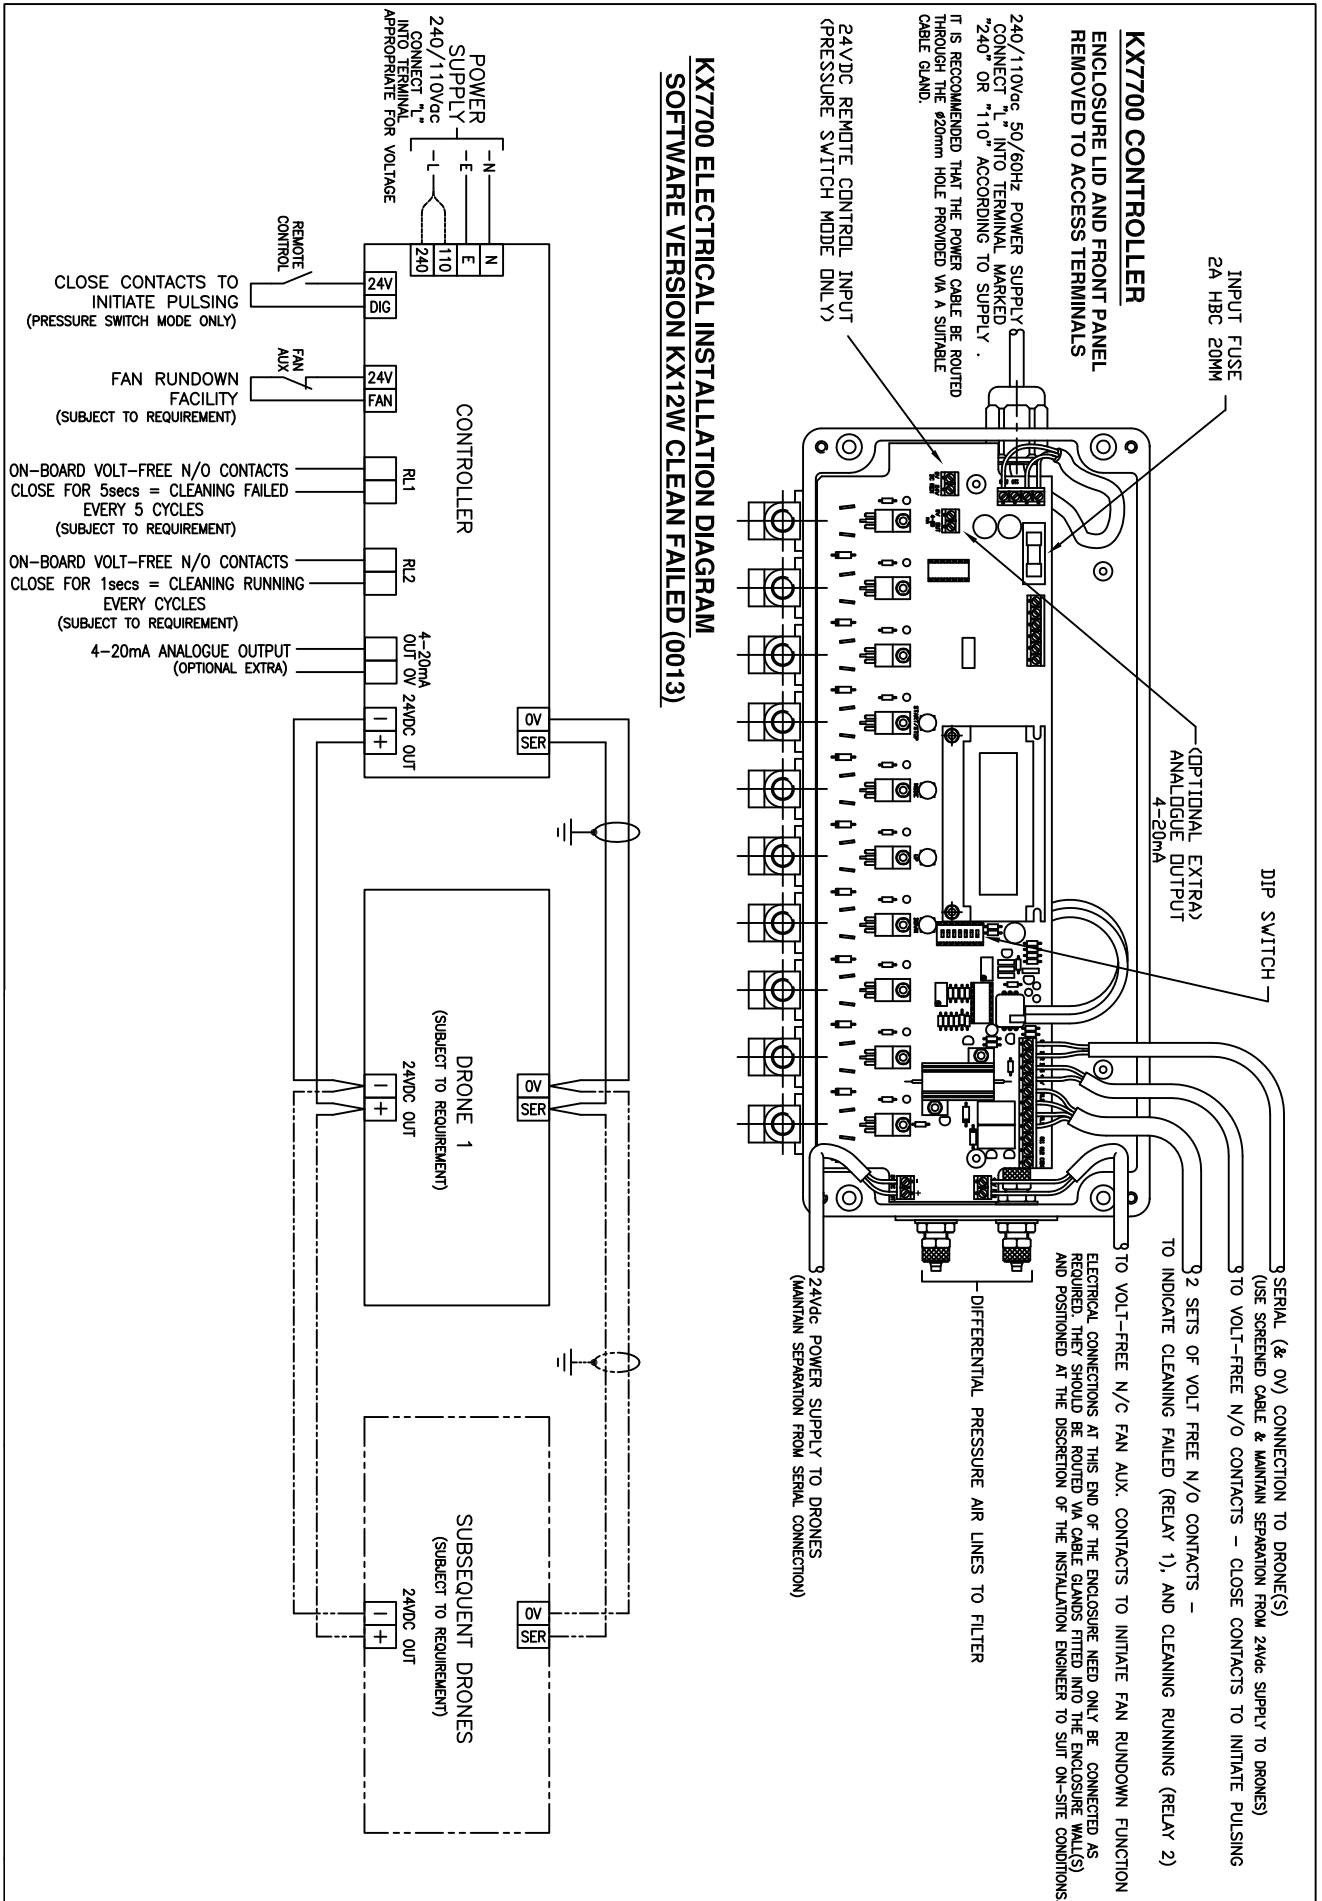 KX7700 CONTROLLER
ENCLOSURE LID AND FRONT PANEL
REMOVED TO ACCESS TERMINALS
INPUT FUSE
2A HBC 20MM
240/110Vac 50/60Hz POWER SUPPLY
CONNECT "L" INTO TERMINAL MARKED
"240" OR "110" ACCORDING TO SUPPLY .
IT IS RECCOMMENDED THAT THE POWER CABLE BE ROUTED
THROUGH THE ø20mm HOLE PROVIDED VIA A SUITABLE
CABLE GLAND.
24VDC REMOTE CONTROL INPUT
(PRESSURE SWITCH MODE ONLY)
(OPTIONAL EXTRA)
ANALOGUE OUTPUT
4-20mA
DIP SWITCH
START/STOP
MODE
UP
DOWN
SERIAL (& 0V) CONNECTION TO DRONE(S)
(USE SCREENED CABLE & MAINTAIN SEPARATION FROM 24Vdc SUPPLY TO DRONES)
TO VOLT-FREE N/O CONTACTS - CLOSE CONTACTS TO INITIATE PULSING
2 SETS OF VOLT FREE N/O CONTACTS -
TO INDICATE CLEANING FAILED (RELAY 1), AND CLEANING RUNNING (RELAY 2)
TO VOLT-FREE N/C FAN AUX. CONTACTS TO INITIATE FAN RUNDOWN FUNCTION
ELECTRICAL CONNECTIONS AT THIS END OF THE ENCLOSURE NEED ONLY BE CONNECTED AS
REQUIRED. THEY SHOULD BE ROUTED VIA CABLE GLANDS FITTED INTO THE ENCLOSURE WALL(S)
AND POSITIONED AT THE DISCRETION OF THE INSTALLATION ENGINEER TO SUIT ON-SITE CONDITIONS.
DIFFERENTIAL PRESSURE AIR LINES TO FILTER
24Vdc POWER SUPPLY TO DRONES
(MAINTAIN SEPARATION FROM SERIAL CONNECTION)
KX7700 ELECTRICAL INSTALLATION DIAGRAM
SOFTWARE VERSION KX12W CLEAN FAILED (0013)
POWER
SUPPLY
240/110Vac
CONNECT "L"
INTO TERMINAL
APPROPRIATE FOR VOLTAGE
N
E
L
N
E
110
240
CONTROLLER
REMOTE
CONTROL
24V
DIG
CLOSE CONTACTS TO
INITIATE PULSING
(PRESSURE SWITCH MODE ONLY)
FAN
AUX
24V
FAN
FAN RUNDOWN
FACILITY
(SUBJECT TO REQUIREMENT)
RL1
ON-BOARD VOLT-FREE N/O CONTACTS
CLOSE FOR 5secs = CLEANING FAILED
EVERY 5 CYCLES
(SUBJECT TO REQUIREMENT)
RL2
ON-BOARD VOLT-FREE N/O CONTACTS
CLOSE FOR 1secs = CLEANING RUNNING
EVERY CYCLES
(SUBJECT TO REQUIREMENT)
4-20mA
OUT 0V
4-20mA ANALOGUE OUTPUT
(OPTIONAL EXTRA)
24VDC OUT
- +
0V SER
DRONE 1
(SUBJECT TO REQUIREMENT)
0V SER
24VDC OUT
- +
SUBSEQUENT DRONES
(SUBJECT TO REQUIREMENT)
0V SER
24VDC OUT
- +